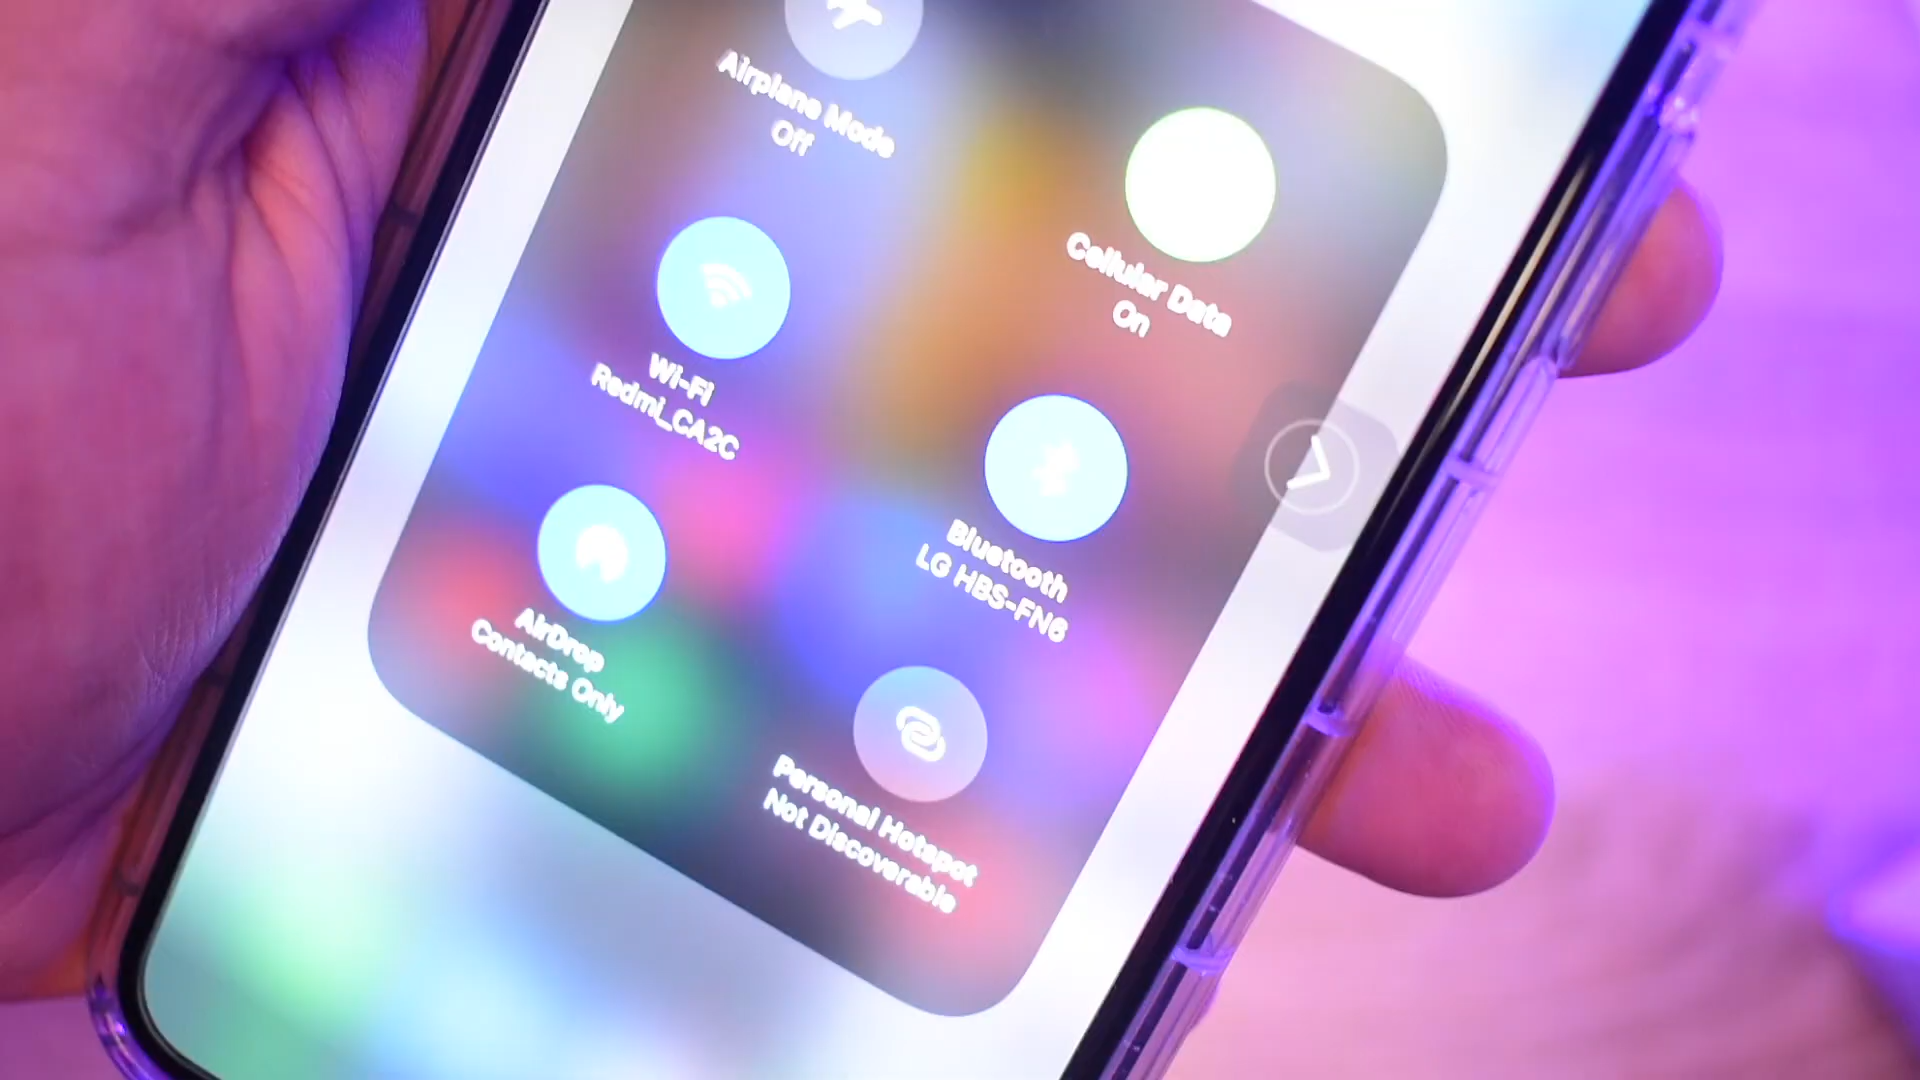 Airplane Mode
Off
Cellular Data
On
Wi-Fi
Redmi_CA2C
Bluetooth
LG HBS-FN6
AirDrop
Contacts Only
Personal Hotspot
Not Discoverable